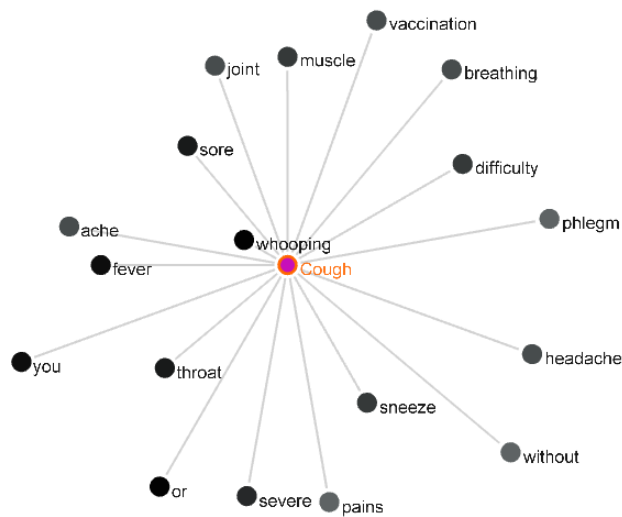 vaccination
muscle
joint
breathing
sore
difficulty
phlegm
ache
whooping
fever
Cough
headache
you
throat
sneeze
without
or
severe
pains